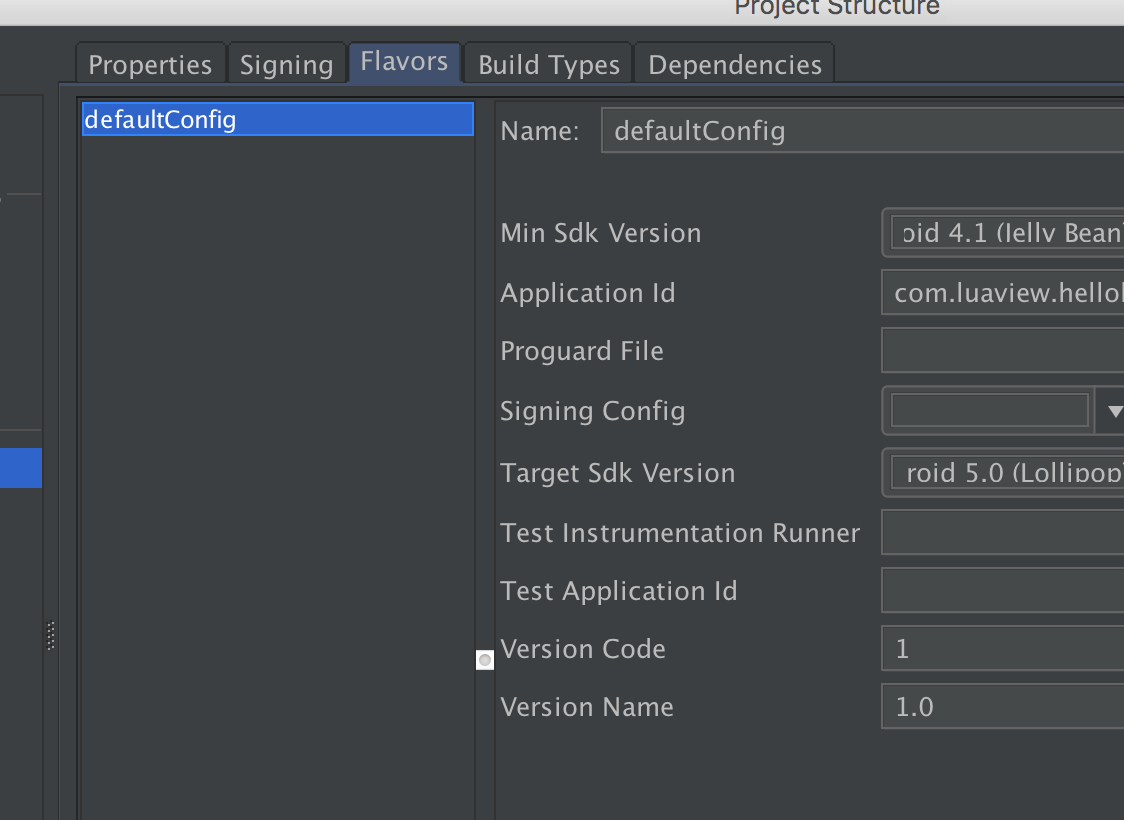 Project Structure
Properties Signing Flavors Build Types Dependencies
defaultConfig
Name: defaultConfig
Min Sdk Version oid 4.1 (Jelly Bean
Application Id com.luaview.hello
Proguard File
Signing Config
Target Sdk Version roid 5.0 (Lollipop
Test Instrumentation Runner
Test Application Id
Version Code 1
Version Name 1.0